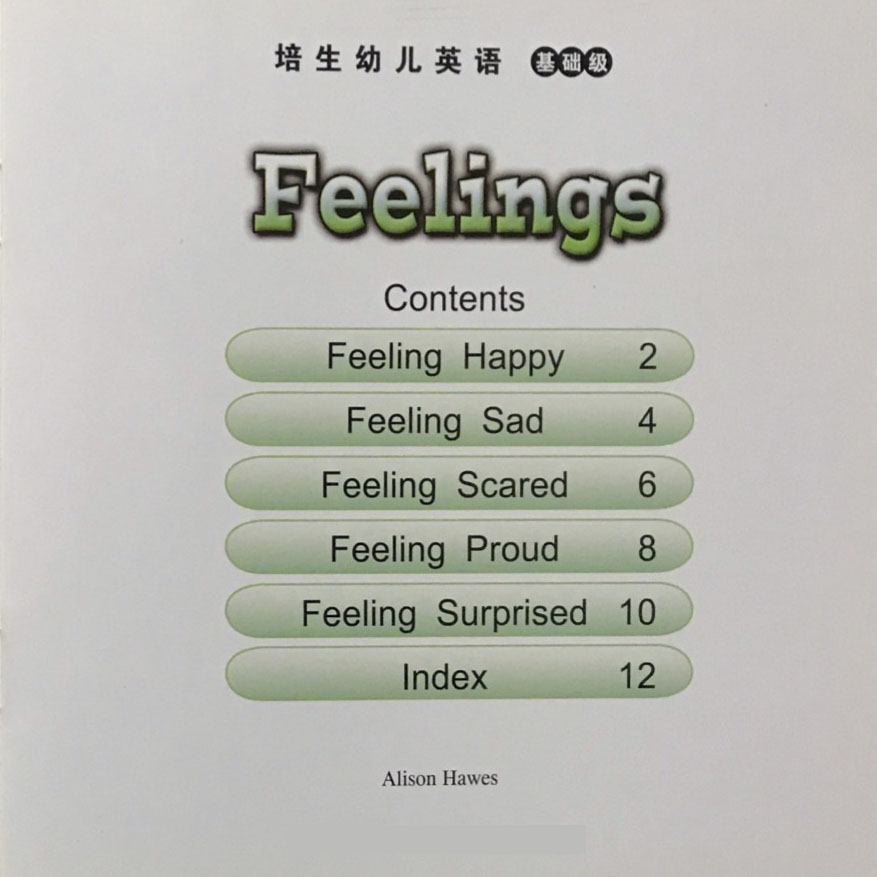 培生幼儿英语 基础级
Feelings
Contents
Feeling Happy 2
Feeling Sad 4
Feeling Scared 6
Feeling Proud 8
Feeling Surprised 10
Index 12
Alison Hawes